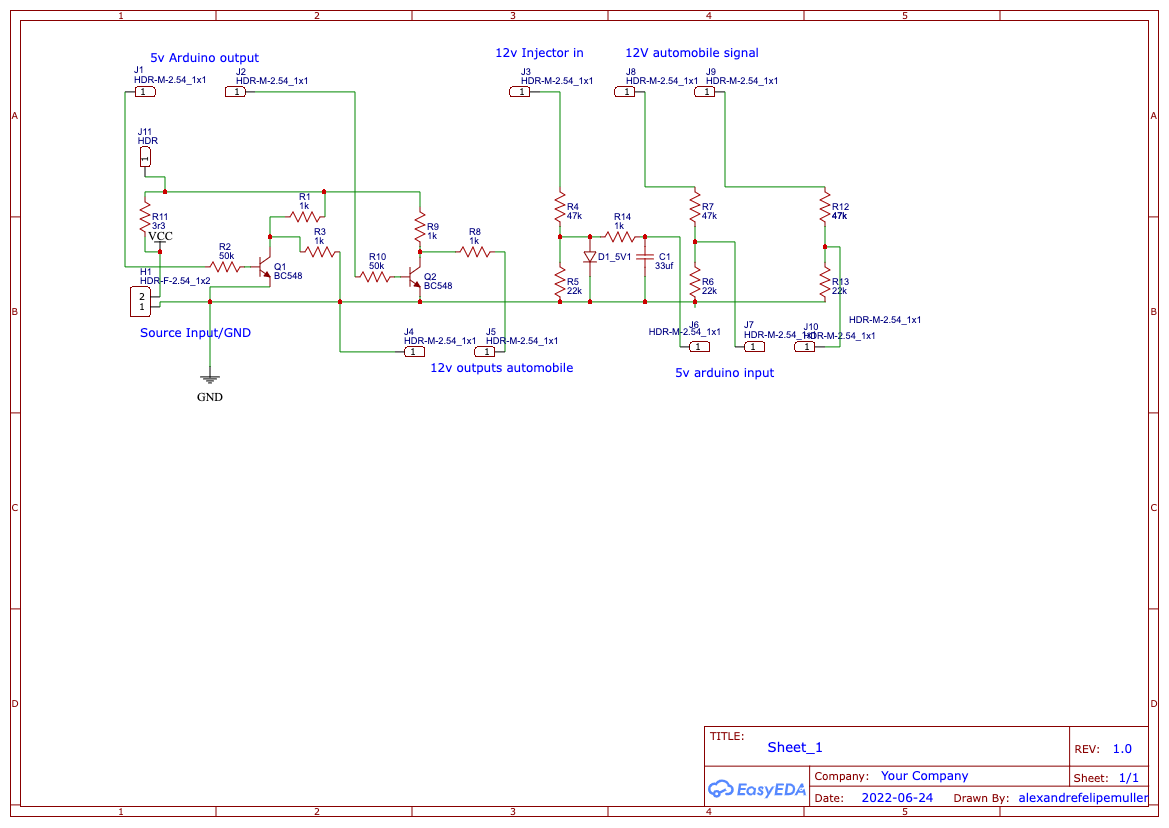 1 2 3 4 5
5v Arduino output
12v Injector in
12V automobile signal
J1
HDR-M-2.54_1x1
1
J2
HDR-M-2.54_1x1
1
J3
HDR-M-2.54_1x1
1
J8
HDR-M-2.54_1x1
1
J9
HDR-M-2.54_1x1
1
A A
J11
HDR
1
R11
3r3
VCC
R1
1k
R3
1k
R2
50k
Q1
BC548
R9
1k
R8
1k
R10
50k
Q2
BC548
R4
47k
R14
1k
D1_5V1
C1
33uf
R5
22k
R7
47k
R6
22k
R12
47k
R13
22k
H1
HDR-F-2.54_1x2
2
1
B B
Source Input/GND
J4
HDR-M-2.54_1x1
1
J5
HDR-M-2.54_1x1
1
12v outputs automobile
J6
HDR-M-2.54_1x1
1
J7
HDR-M-2.54_1x1
1
J10
HDR-M-2.54_1x1
1
HDR-M-2.54_1x1
5v arduino input
GND
C C
D D
TITLE:
Sheet_1
REV: 1.0
EasyEDA
Company: Your Company
Sheet: 1/1
Date: 2022-06-24 Drawn By: alexandrefelipemuller
1 2 3 4 5